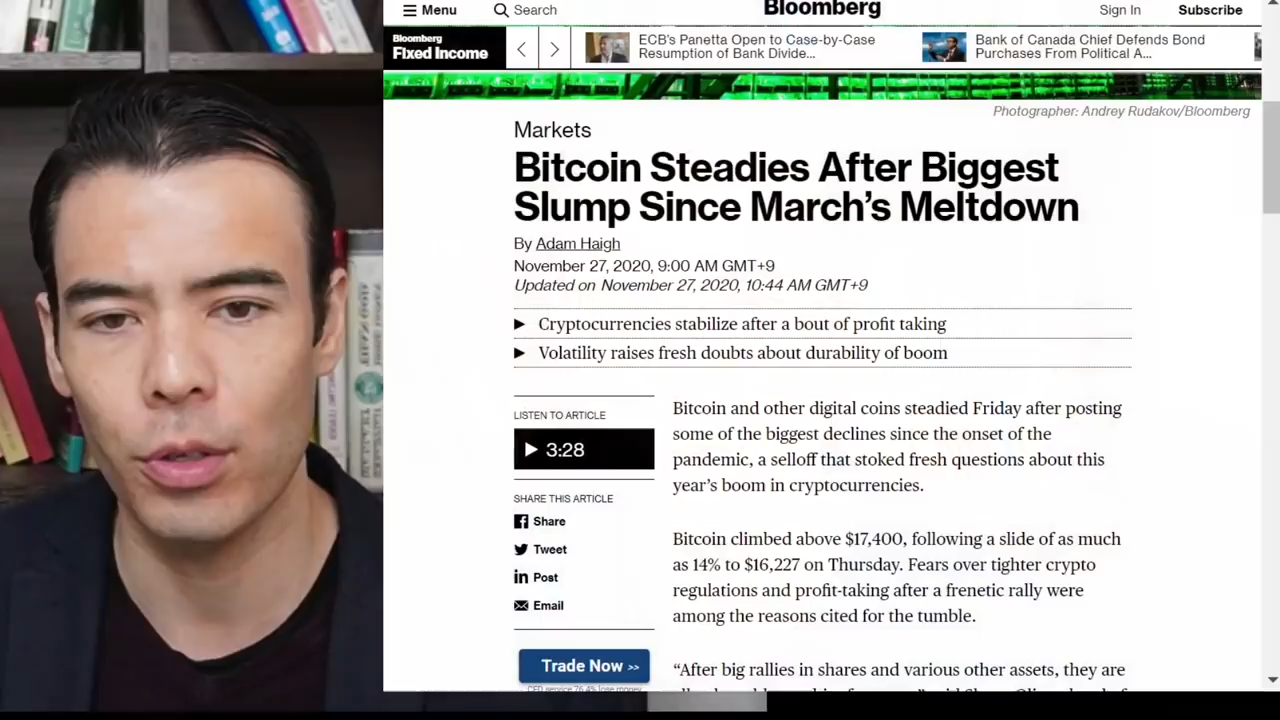 Menu
Search
Bloomberg
Sign In
Subscribe
Bloomberg
Fixed Income
ECB's Panetta Open to Case-by-Case
Resumption of Bank Divide...
Bank of Canada Chief Defends Bond
Purchases From Political A...
Photographer: Andrey Rudakov/Bloomberg
Markets
Bitcoin Steadies After Biggest
Slump Since March's Meltdown
By Adam Haigh
November 27, 2020, 9:00 AM GMT+9
Updated on November 27, 2020, 10:44 AM GMT+9
Cryptocurrencies stabilize after a bout of profit taking
Volatility raises fresh doubts about durability of boom
LISTEN TO ARTICLE
3:28
SHARE THIS ARTICLE
Share
Tweet
Post
Email
Trade Now >>
CFD service 76.4% lose money
Bitcoin and other digital coins steadied Friday after posting
some of the biggest declines since the onset of the
pandemic, a selloff that stoked fresh questions about this
year's boom in cryptocurrencies.
Bitcoin climbed above $17,400, following a slide of as much
as 14% to $16,227 on Thursday. Fears over tighter crypto
regulations and profit-taking after a frenetic rally were
among the reasons cited for the tumble.
“After big rallies in shares and various other assets, they are